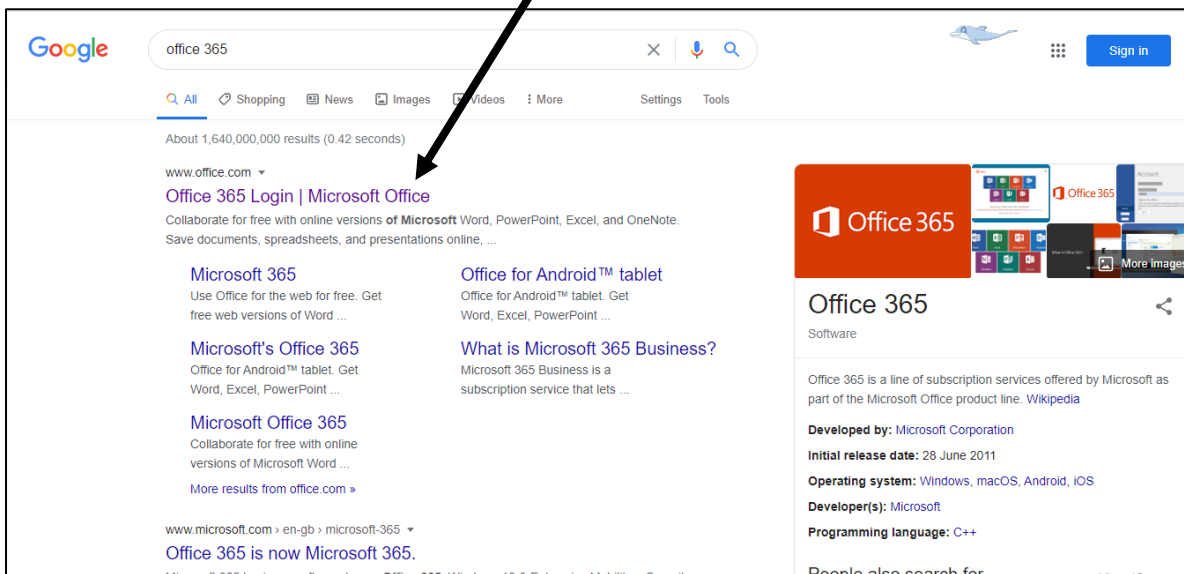 Google
office 365
Sign in
All Shopping News Images Videos More Settings Tools
About 1,640,000,000 results (0.42 seconds)
www.office.com
Office 365 Login | Microsoft Office
Collaborate for free with online versions of Microsoft Word, PowerPoint, Excel, and OneNote.
Save documents, spreadsheets, and presentations online, ...
Microsoft 365
Use Office for the web for free. Get
free web versions of Word ...
Office for Android™ tablet
Office for Android™ tablet. Get
Word, Excel, PowerPoint ...
Microsoft's Office 365
Office for Android™ tablet. Get
Word, Excel, PowerPoint ...
What is Microsoft 365 Business?
Microsoft 365 Business is a
subscription service that lets ...
Microsoft Office 365
Collaborate for free with online
versions of Microsoft Word ...
More results from office.com »
www.microsoft.com › en-gb › microsoft-365
Office 365 is now Microsoft 365.
Office 365
Office 365
Account
More images
Office 365
Software
Office 365 is a line of subscription services offered by Microsoft as
part of the Microsoft Office product line. Wikipedia
Developed by: Microsoft Corporation
Initial release date: 28 June 2011
Operating system: Windows, macOS, Android, iOS
Developer(s): Microsoft
Programming language: C++
People also search for